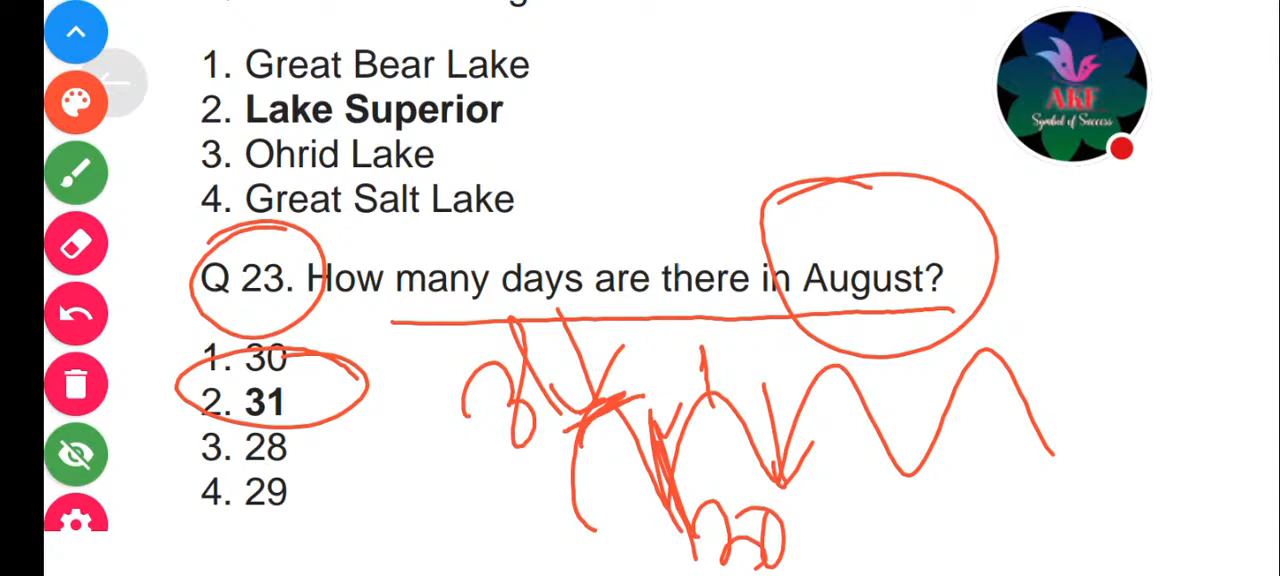 1. Great Bear Lake
2. Lake Superior
3. Ohrid Lake
4. Great Salt Lake
Q 23. How many days are there in August?
1. 30
2. 31
3. 28
4. 29
30
AKF
Symbol of Success